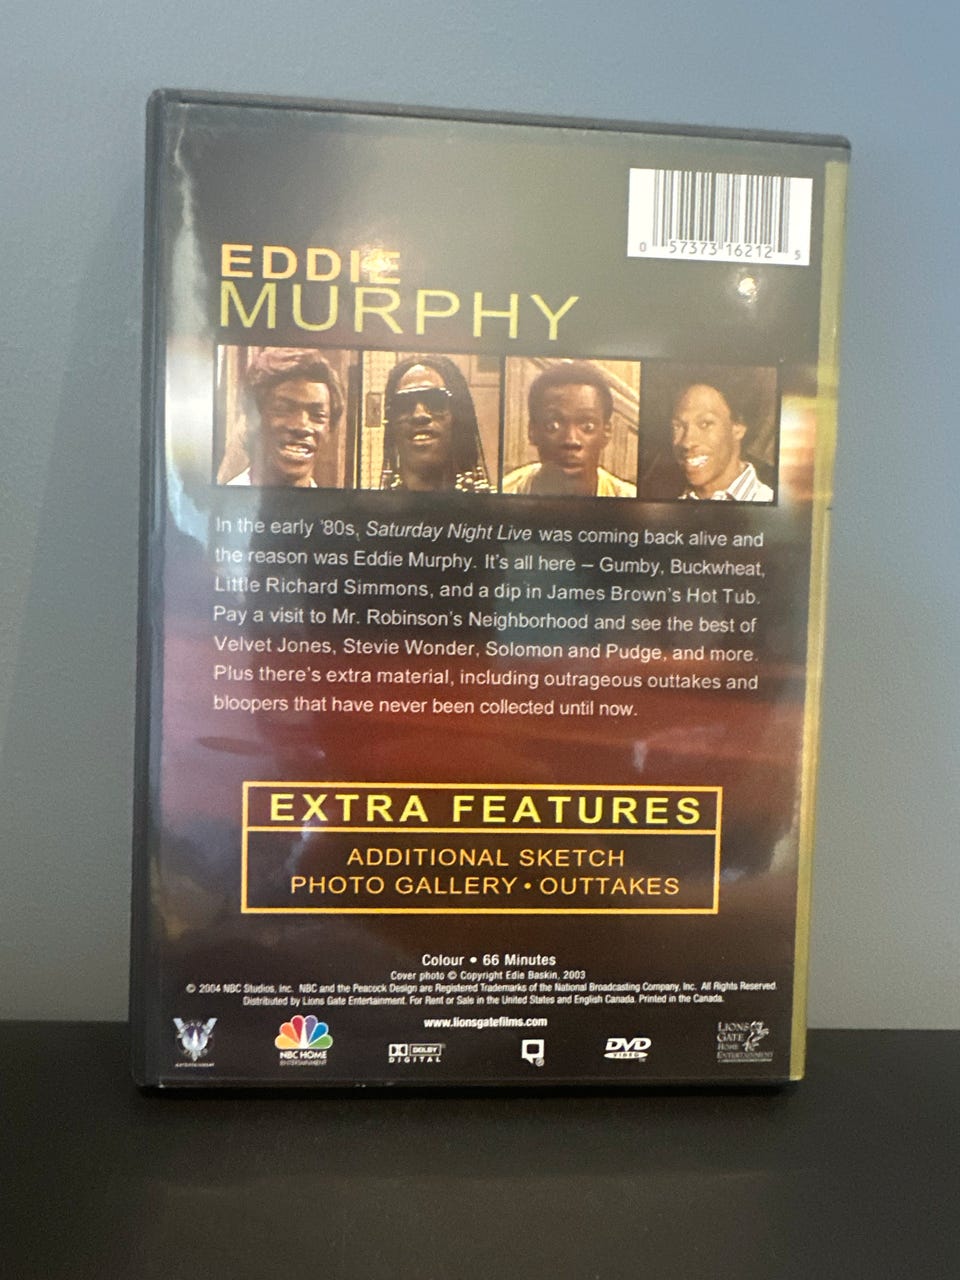 0 57373 16212 5
EDDIE
MURPHY
In the early '80s, Saturday Night Live was coming back alive and
the reason was Eddie Murphy. It's all here – Gumby, Buckwheat,
Little Richard Simmons, and a dip in James Brown's Hot Tub.
Pay a visit to Mr. Robinson's Neighborhood and see the best of
Velvet Jones, Stevie Wonder, Solomon and Pudge, and more.
Plus there's extra material, including outrageous outtakes and
bloopers that have never been collected until now.
EXTRA FEATURES
ADDITIONAL SKETCH
PHOTO GALLERY • OUTTAKES
Colour • 66 Minutes
Cover photo © Copyright Edie Baskin, 2003
© 2004 NBC Studios, Inc. NBC and the Peacock Design are Registered Trademarks of the National Broadcasting Company, Inc. All Rights Reserved.
Distributed by Lions Gate Entertainment. For Rent or Sale in the United States and English Canada. Printed in the Canada.
www.lionsgatefilms.com
NBC HOME
ENTERTAINMENT
DOLBY
DIGITAL
DVD
VIDEO
LIONS
GATE
HOME
ENTERTAINMENT